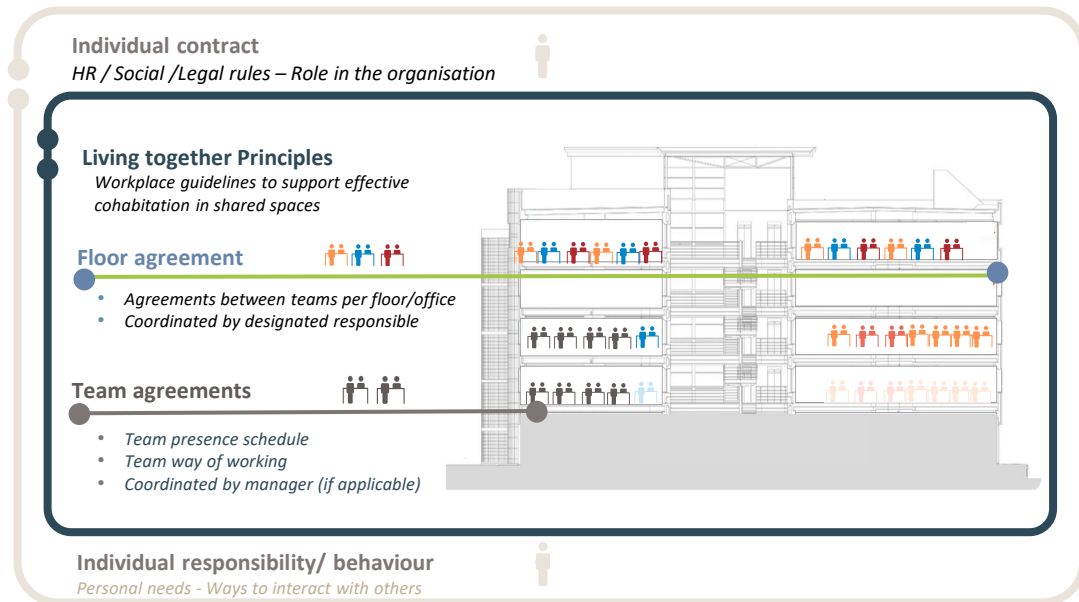 Individual contract
HR / Social /Legal rules – Role in the organisation
Living together Principles
Workplace guidelines to support effective
cohabitation in shared spaces
Floor agreement
• Agreements between teams per floor/office
• Coordinated by designated responsible
Team agreements
• Team presence schedule
• Team way of working
• Coordinated by manager (if applicable)
Individual responsibility/ behaviour
Personal needs - Ways to interact with others